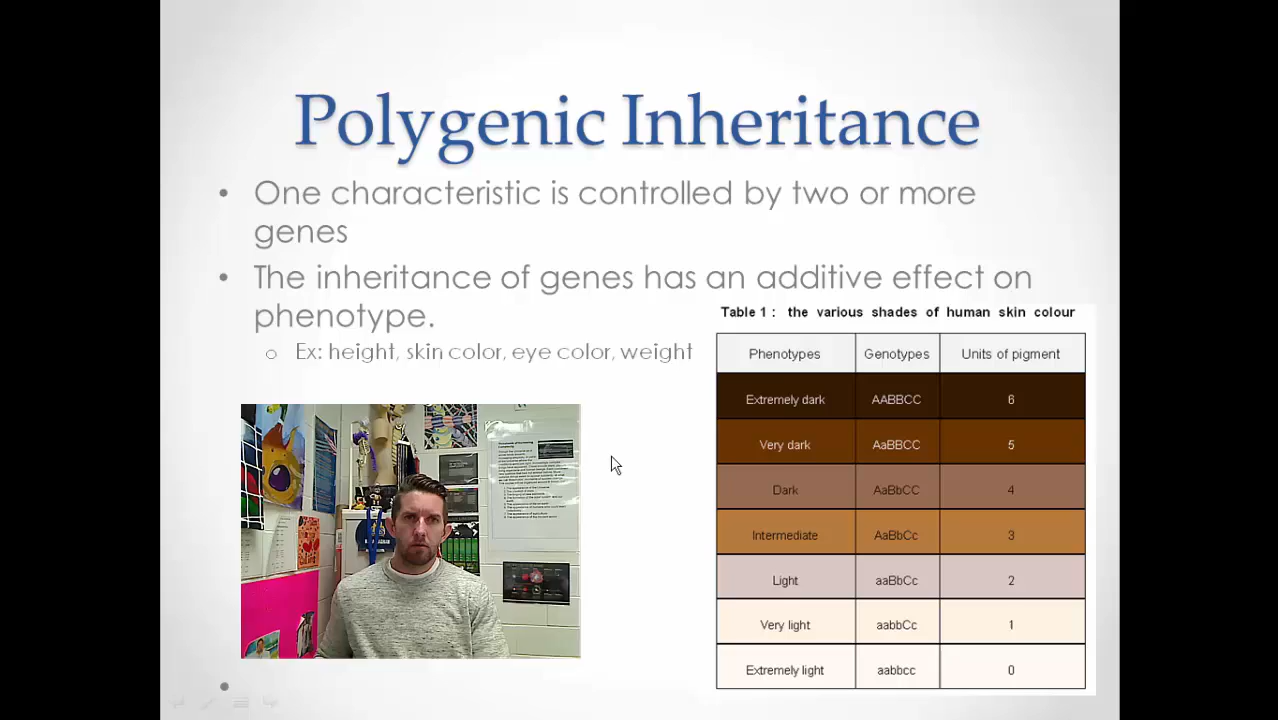 Polygenic Inheritance
• One characteristic is controlled by two or more
genes
• The inheritance of genes has an additive effect on
phenotype.
o Ex: height, skin color, eye color, weight
Table 1 : the various shades of human skin colour
Phenotypes Genotypes Units of pigment
Extremely dark AABBCC 6
Very dark AaBBCC 5
Dark AaBbCC 4
Intermediate AaBbCc 3
Light aaBbCc 2
Very light aabbCc 1
Extremely light aabbcc 0